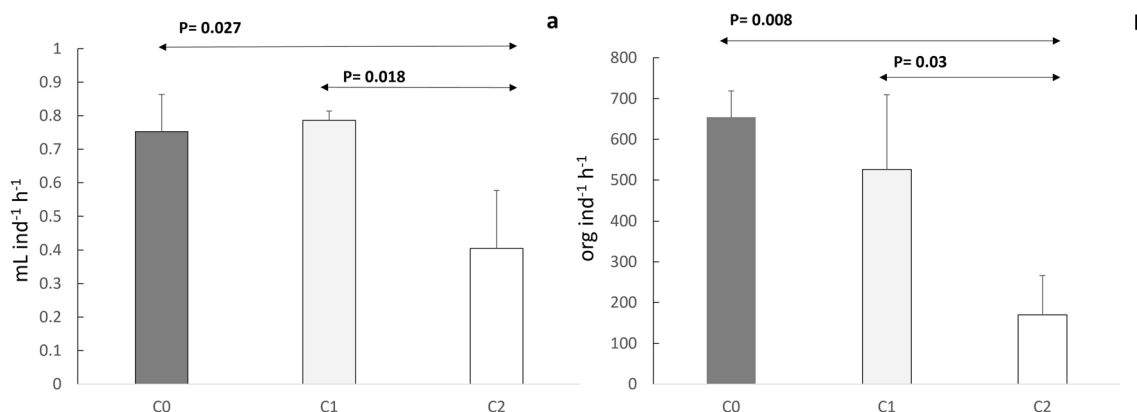 a
P= 0.027
P= 0.018
1
0.9
0.8
0.7
0.6
0.5
0.4
0.3
0.2
0.1
0
mL ind⁻¹ h⁻¹
C0 C1 C2
P= 0.008
P= 0.03
800
700
600
500
400
300
200
100
0
org ind⁻¹ h⁻¹
C0 C1 C2